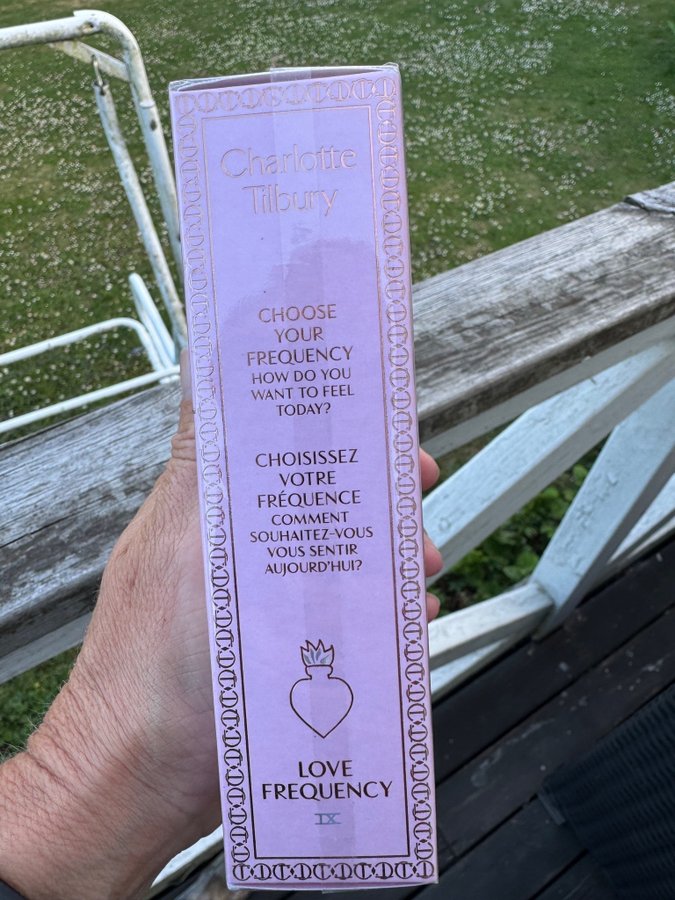 Charlotte
Tilbury
CHOOSE
YOUR
FREQUENCY
HOW DO YOU
WANT TO FEEL
TODAY?
CHOISISSEZ
VOTRE
FRÉQUENCE
COMMENT
SOUHAITEZ-VOUS
VOUS SENTIR
AUJOURD'HUI?
LOVE
FREQUENCY
IX